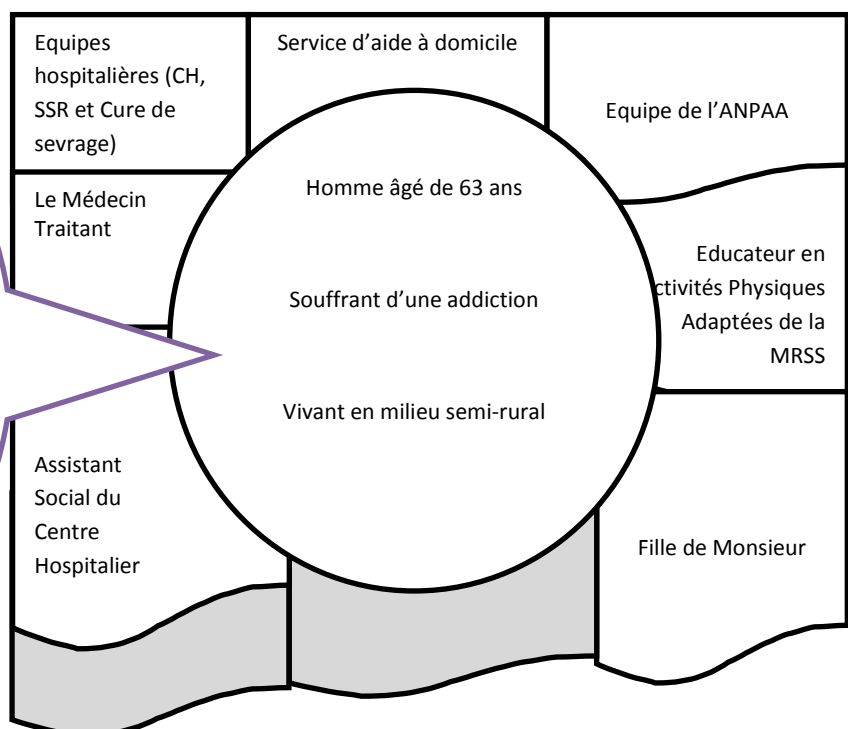 Equipes
hospitalières (CH,
SSR et Cure de
sevrage)
Service d’aide à domicile
Equipe de l’ANPAA
Le Médecin
Traitant
Homme âgé de 63 ans
Souffrant d’une addiction
Vivant en milieu semi-rural
Educateur en
ctivités Physiques
Adaptées de la
MRSS
Assistant
Social du
Centre
Hospitalier
Fille de Monsieur